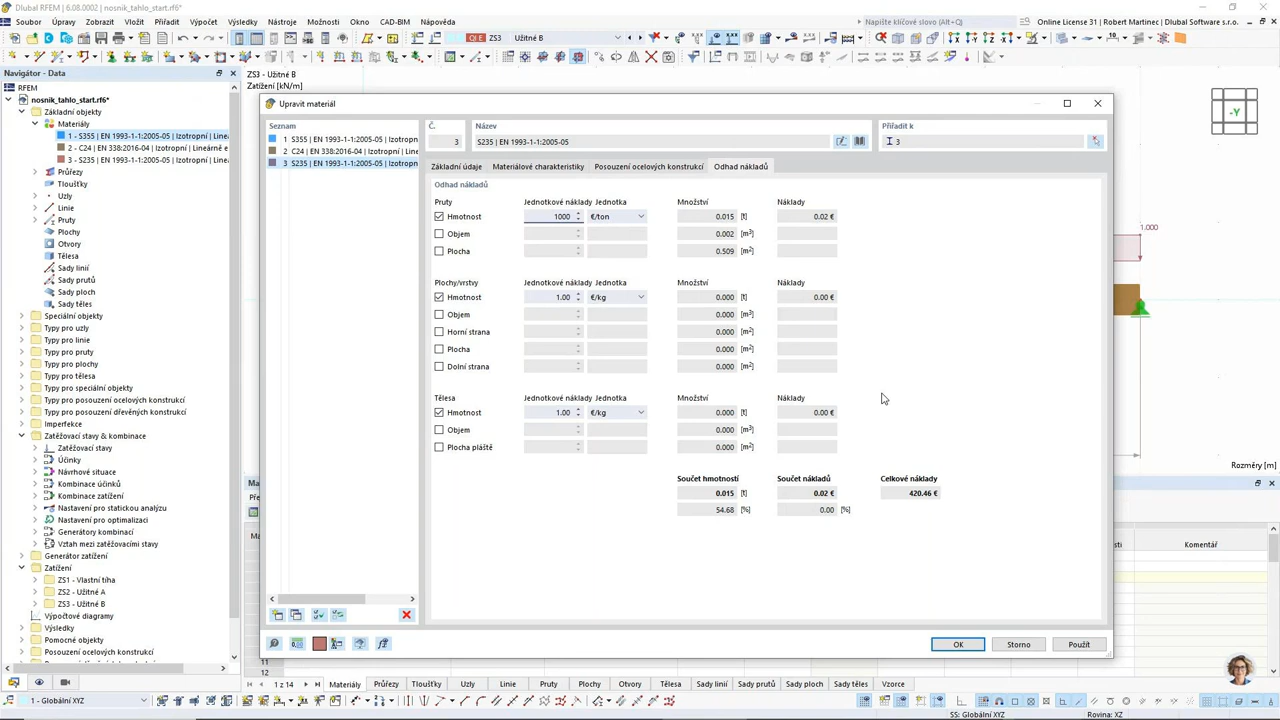 Dlubal RFEM | 6.08.0002 | nosnik_tahlo_start.rf6*
Soubor Úpravy Zobrazit Vložit Přiřadit Výpočet Výsledky Nástroje Možnosti Okno CAD-BIM Nápověda
Napište klíčové slovo (Alt+Q)
Online License 31 | Robert Martinec | Dlubal Software s.r.o.
QI E ZS3 Užitné B
Navigátor - Data
RFEM
nosnik_tahlo_start.rf6*
Základní objekty
Materiály
1 - S355 | EN 1993-1-1:2005-05 | Izotropní | Lineá
2 - C24 | EN 338:2016-04 | Izotropní | Lineárně e
3 - S235 | EN 1993-1-1:2005-05 | Izotropní | Lineá
Průřezy
Tloušťky
Uzly
Linie
Pruty
Plochy
Otvory
Tělesa
Sady linií
Sady prutů
Sady ploch
Sady těles
Speciální objekty
Typy pro uzly
Typy pro linie
Typy pro pruty
Typy pro plochy
Typy pro tělesa
Typy pro speciální objekty
Typy pro posouzení ocelových konstrukcí
Typy pro posouzení dřevěných konstrukcí
Imperfekce
Zatěžovací stavy & kombinace
Zatěžovací stavy
Účinky
Návrhové situace
Kombinace účinků
Kombinace zatížení
Nastavení pro statickou analýzu
Nastavení pro optimalizaci
Generátory kombinací
Vztah mezi zatěžovacími stavy
Generátor zatížení
Zatížení
ZS1 - Vlastní tíha
ZS2 - Užitné A
ZS3 - Užitné B
Výpočtové diagramy
Výsledky
Pomocné objekty
Posouzení ocelových konstrukcí
ZS3 - Užitné B
Zatížení [kN/m]
Upravit materiál
Seznam
1 S355 | EN 1993-1-1:2005-05 | Izotropn
2 C24 | EN 338:2016-04 | Izotropní | Line
3 S235 | EN 1993-1-1:2005-05 | Izotropn
Č.
3
Název
S235 | EN 1993-1-1:2005-05
Přiřadit k
3
Základní údaje Materiálové charakteristiky Posouzení ocelových konstrukcí Odhad nákladů
Odhad nákladů
Pruty Jednotkové náklady Jednotka Množství Náklady
Hmotnost 1000 €/ton 0.015 [t] 0.02 €
Objem 0.002 [m³]
Plocha 0.509 [m²]
Plochy/vrstvy Jednotkové náklady Jednotka Množství Náklady
Hmotnost 1.00 €/kg 0.000 [t] 0.00 €
Objem 0.000 [m³]
Horní strana 0.000 [m²]
Plocha 0.000 [m²]
Dolní strana 0.000 [m²]
Tělesa Jednotkové náklady Jednotka Množství Náklady
Hmotnost 1.00 €/kg 0.000 [t] 0.00 €
Objem 0.000 [m³]
Plocha pláště 0.000 [m²]
Součet hmotností Součet nákladů Celkové náklady
0.015 [t] 0.02 € 420.46 €
54.68 [%] 0.00 [%]
OK Storno Použít
1.000
Rozměry [m]
-Y
Komentář
11
12
1 z 14 Materiály Průřezy Tloušťky Uzly Linie Pruty Plochy Otvory Tělesa Sady linií Sady prutů Sady ploch Sady těles Vzorce
1 - Globální XYZ
SS: Globální XYZ
Rovina: XZ